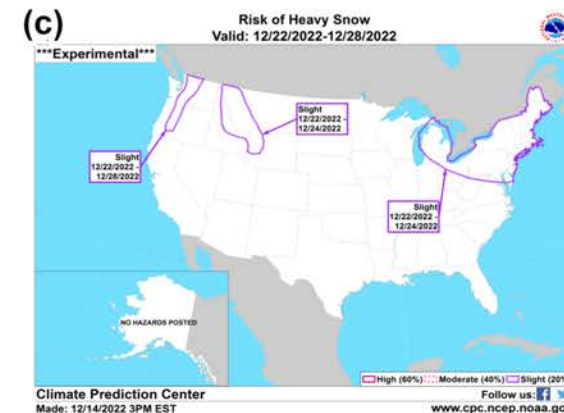 (c)
Risk of Heavy Snow
Valid: 12/22/2022-12/28/2022
***Experimental***
Slight
12/22/2022 -
12/24/2022
Slight
12/22/2022 -
12/28/2022
Slight
12/22/2022 -
12/24/2022
NO HAZARDS POSTED
High (60%) Moderate (40%) Slight (20%
Climate Prediction Center
Follow us:
Made: 12/14/2022 3PM EST
www.cpc.ncep.noaa.go